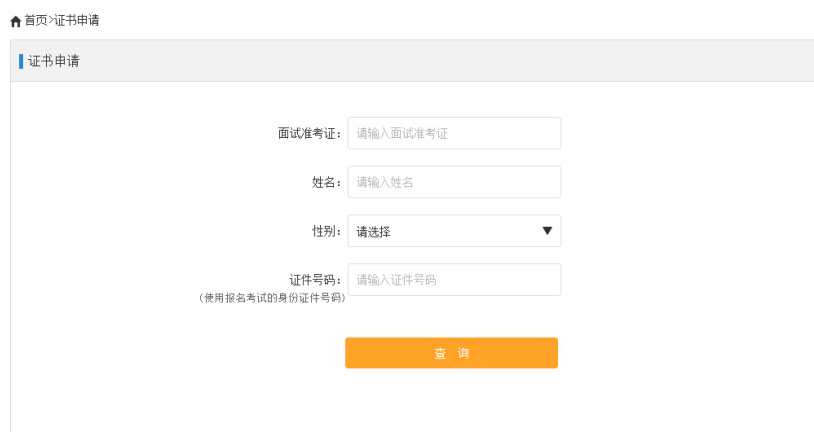 首页>证书申请
证书申请
面试准考证： 请输入面试准考证
姓名： 请输入姓名
性别： 请选择
证件号码： 请输入证件号码
（使用报名考试的身份证件号码）
查 询